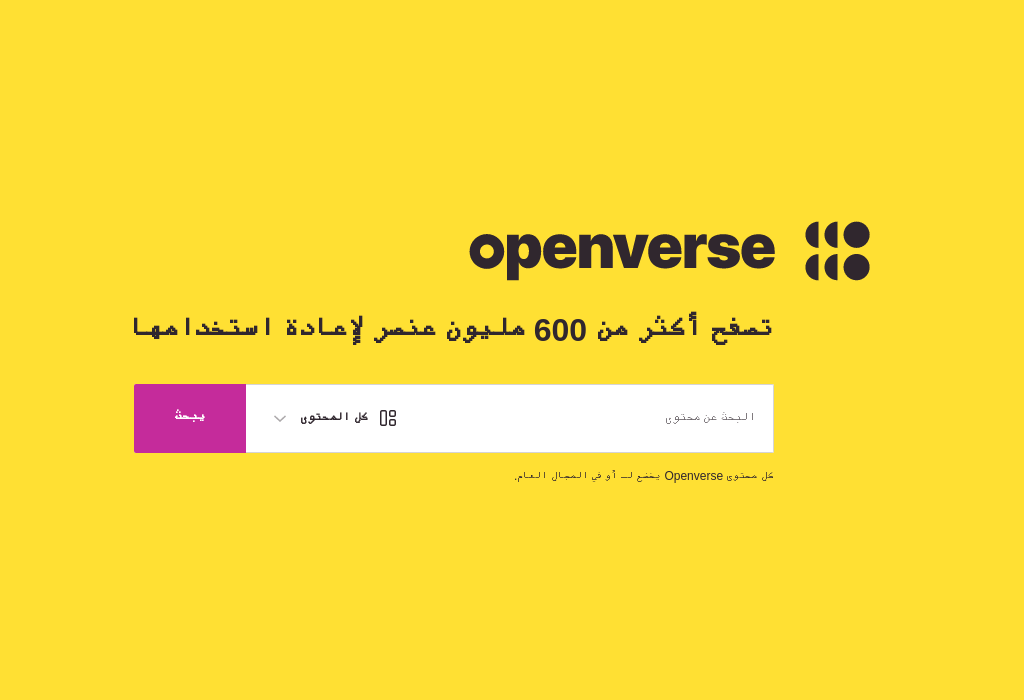 openverse
تصفح أكثر من 600 مليون عنصر لإعادة استخدامها
البحث عن محتوى
كل المحتوى
يبحث
كل محتوى Openverse يخضع لـ أو في المجال العام.